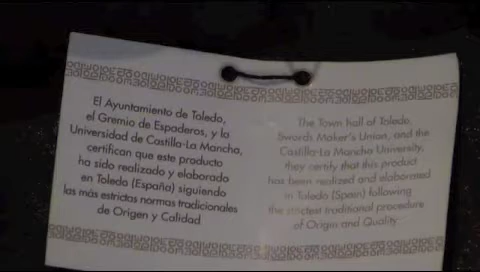 El Ayuntamiento de Toledo,
el Gremio de Espaderos, y la
Universidad de Castilla-La Mancha,
certifican que este producto
ha sido realizado y elaborado
en Toledo (España) siguiendo
las más estrictas normas tradicionales
de Origen y Calidad
The Town hall of Toledo,
Swords Maker's Union, and the
Castilla-La Mancha University,
they certify that this product
has been realized and elaborated
in Toledo (Spain) following
the strictest traditional procedure
of Origin and Quality